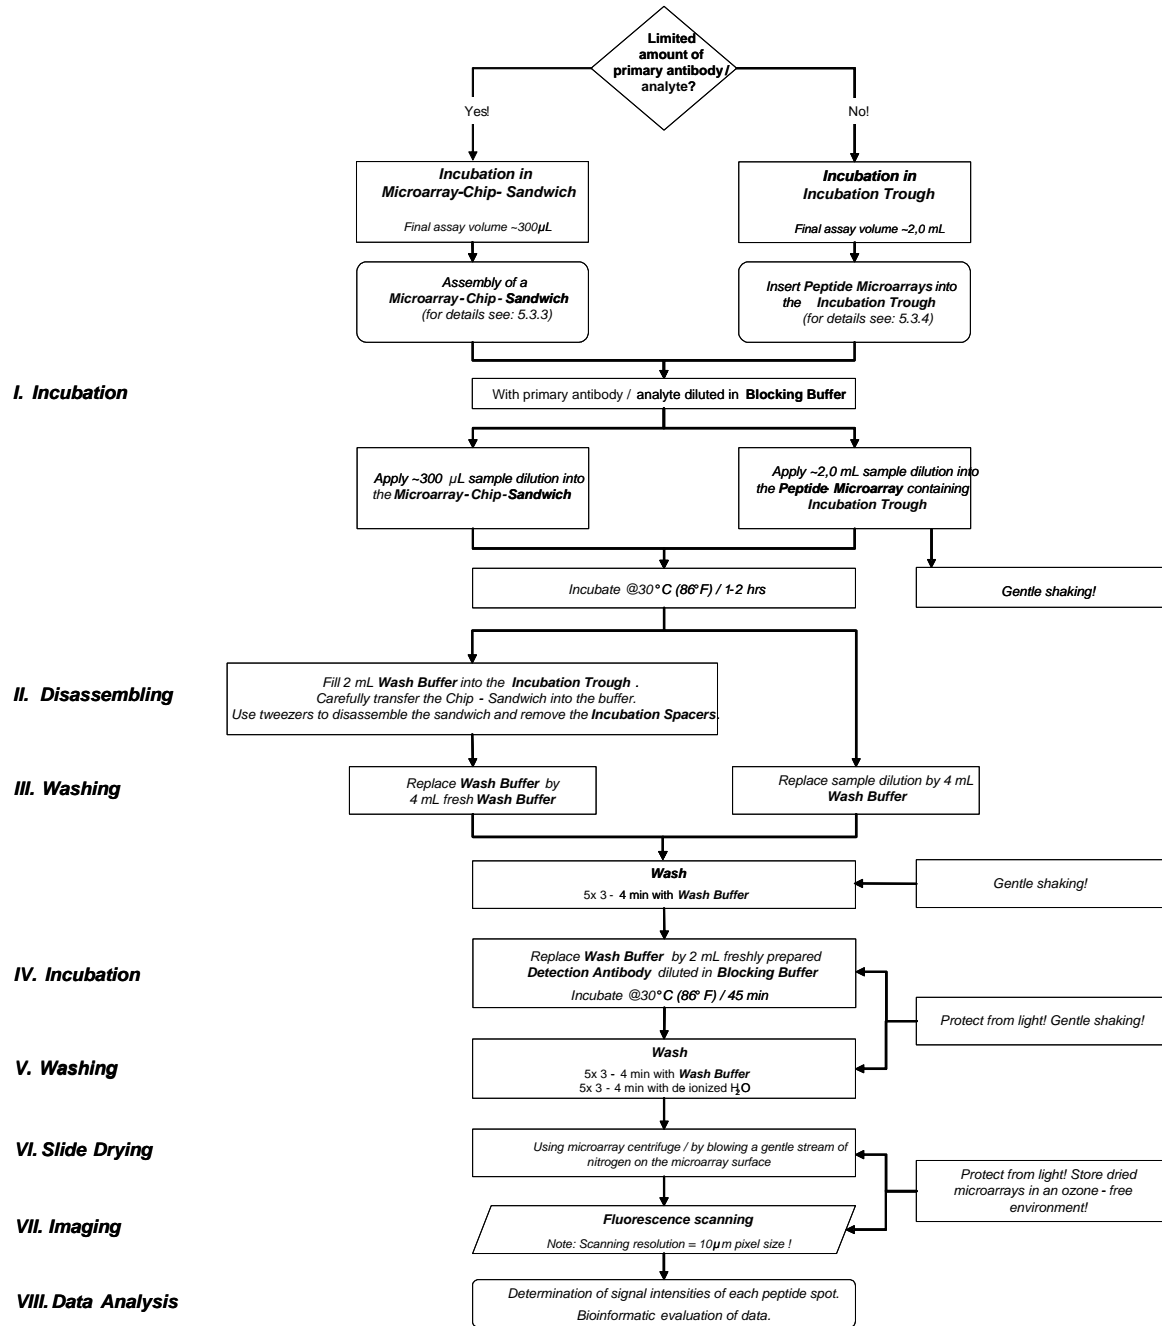 Limited
amount of
primary antibody/
analyte?
Yes!
No!
Incubation in
Microarray-Chip- Sandwich
Final assay volume ~300µL
Incubation in
Incubation Trough
Final assay volume ~2,0 mL
Assembly of a
Microarray-Chip-Sandwich
(for details see: 5.3.3)
Insert Peptide Microarrays into
the Incubation Trough
(for details see: 5.3.4)
I. Incubation
With primary antibody / analyte diluted in Blocking Buffer
Apply ~300 µL sample dilution into
the Microarray-Chip-Sandwich
Apply ~2,0 mL sample dilution into
the Peptide Microarray containing
Incubation Trough
Incubate @30°C (86°F) / 1-2 hrs
Gentle shaking!
II. Disassembling
Fill 2 mL Wash Buffer into the Incubation Trough .
Carefully transfer the Chip - Sandwich into the buffer.
Use tweezers to disassemble the sandwich and remove the Incubation Spacers.
III. Washing
Replace Wash Buffer by
4 mL fresh Wash Buffer
Replace sample dilution by 4 mL
Wash Buffer
Wash
5x 3 - 4 min with Wash Buffer
Gentle shaking!
IV. Incubation
Replace Wash Buffer by 2 mL freshly prepared
Detection Antibody diluted in Blocking Buffer
Incubate @30°C (86° F) / 45 min
Protect from light! Gentle shaking!
V. Washing
Wash
5x 3 - 4 min with Wash Buffer
5x 3 - 4 min with de ionized H₂O
VI. Slide Drying
Using microarray centrifuge / by blowing a gentle stream of
nitrogen on the microarray surface
Protect from light! Store dried
microarrays in an ozone - free
environment!
VII. Imaging
Fluorescence scanning
Note: Scanning resolution = 10µm pixel size !
VIII. Data Analysis
Determination of signal intensities of each peptide spot.
Bioinformatic evaluation of data.